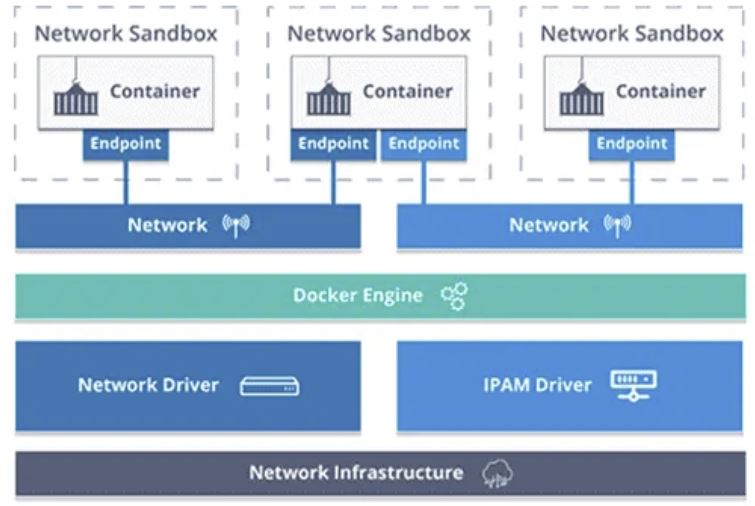 Network Sandbox
Network Sandbox
Network Sandbox
Container
Container
Container
Endpoint
Endpoint
Endpoint
Endpoint
Network
Network
Docker Engine
Network Driver
IPAM Driver
Network Infrastructure